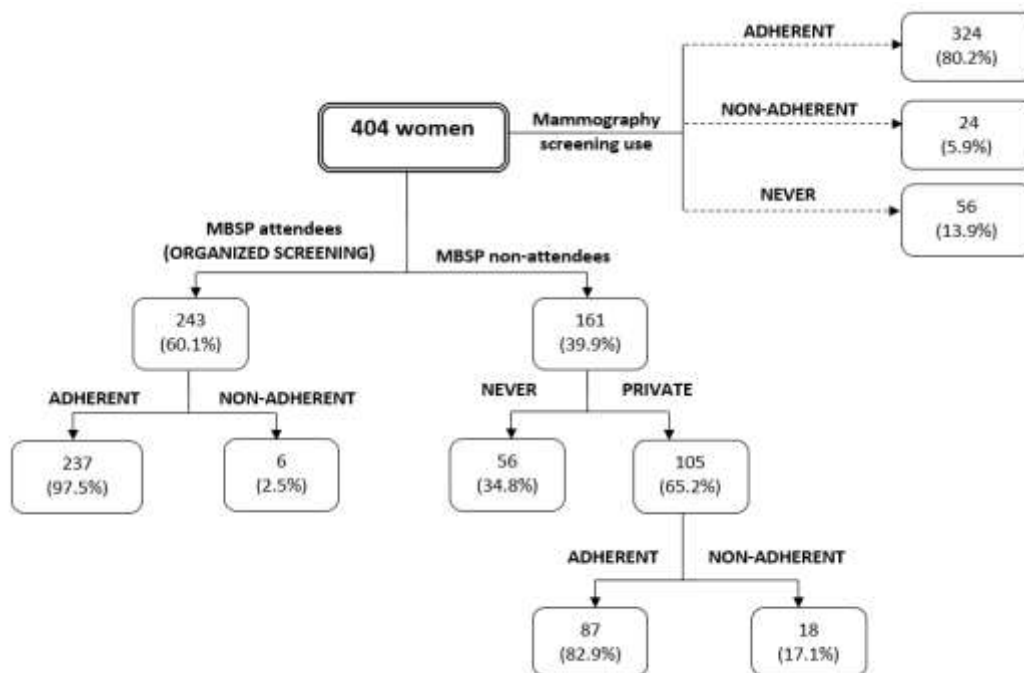 ADHERENT
324
(80.2%)
404 women
Mammography
screening use
NON-ADHERENT
24
(5.9%)
NEVER
56
(13.9%)
MBSP attendees
(ORGANIZED SCREENING)
MBSP non-attendees
243
(60.1%)
161
(39.9%)
ADHERENT
NON-ADHERENT
NEVER
PRIVATE
237
(97.5%)
6
(2.5%)
56
(34.8%)
105
(65.2%)
ADHERENT
NON-ADHERENT
87
(82.9%)
18
(17.1%)